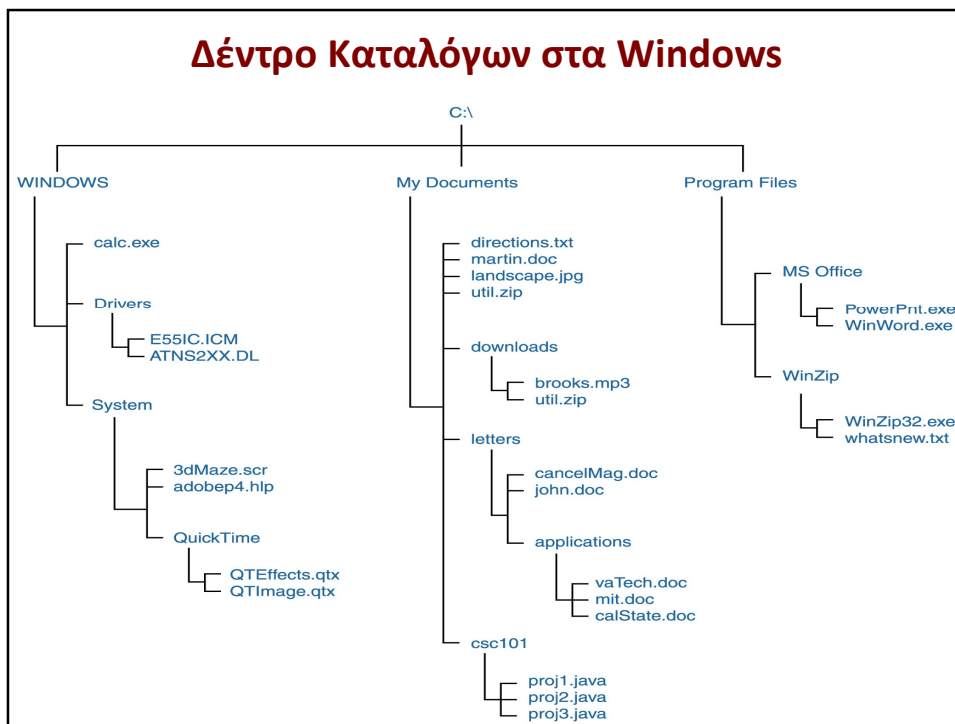 Δέντρο Καταλόγων στα Windows
C:\
WINDOWS
My Documents
Program Files
calc.exe
Drivers
E55IC.ICM
ATNS2XX.DL
System
3dMaze.scr
adobep4.hlp
QuickTime
QTEffects.qtx
QTImage.qtx
directions.txt
martin.doc
landscape.jpg
util.zip
downloads
brooks.mp3
util.zip
letters
cancelMag.doc
john.doc
applications
vaTech.doc
mit.doc
calState.doc
csc101
proj1.java
proj2.java
proj3.java
MS Office
PowerPnt.exe
WinWord.exe
WinZip
WinZip32.exe
whatsnew.txt